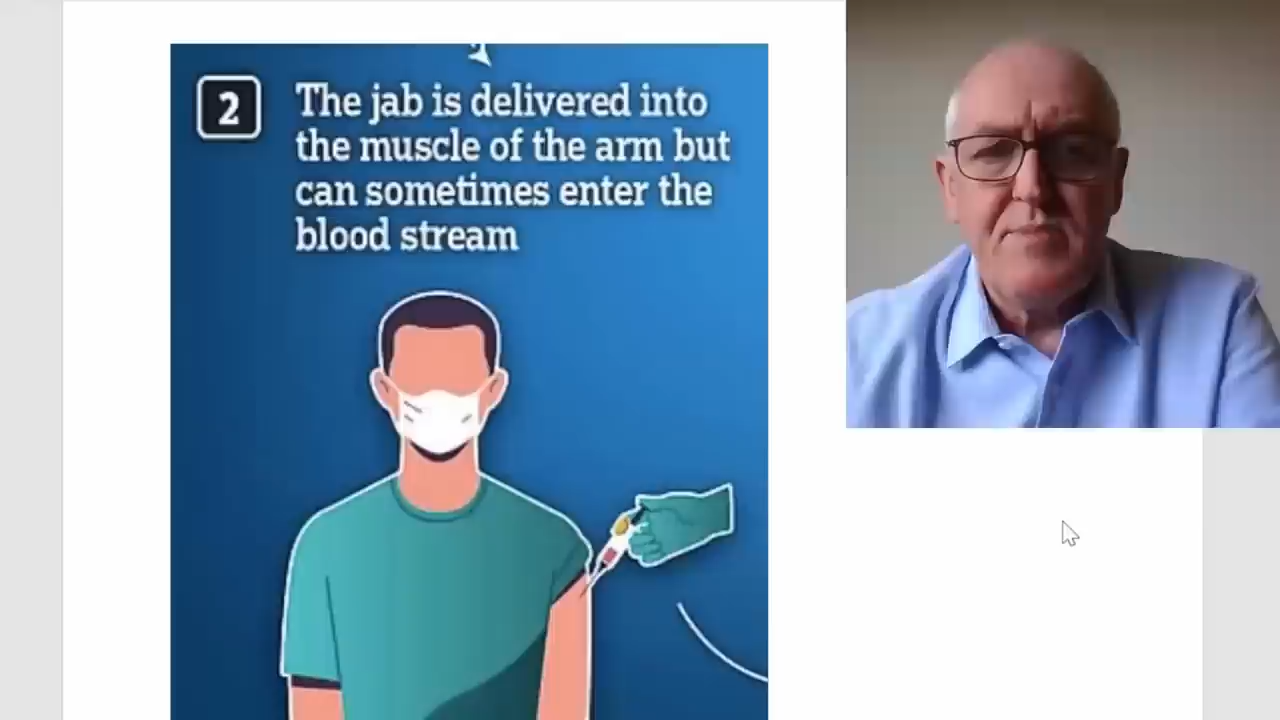 2
The jab is delivered into
the muscle of the arm but
can sometimes enter the
blood stream